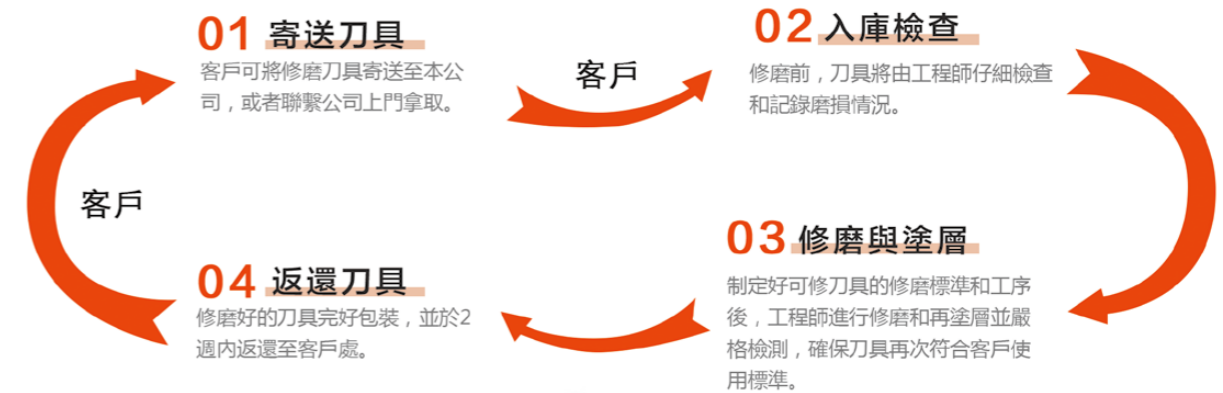 01 寄送刀具
客戶可將修磨刀具寄送至本公
司，或者聯繫公司上門拿取。
客戶
02 入庫檢查
修磨前，刀具將由工程師仔細檢查
和記錄磨損情況。
03 修磨與塗層
制定好可修刀具的修磨標準和工序
後，工程師進行修磨和再塗層並嚴
格檢測，確保刀具再次符合客戶使
用標準。
04 返還刀具
修磨好的刀具完好包裝，並於2
週內返還至客戶處。
客戶